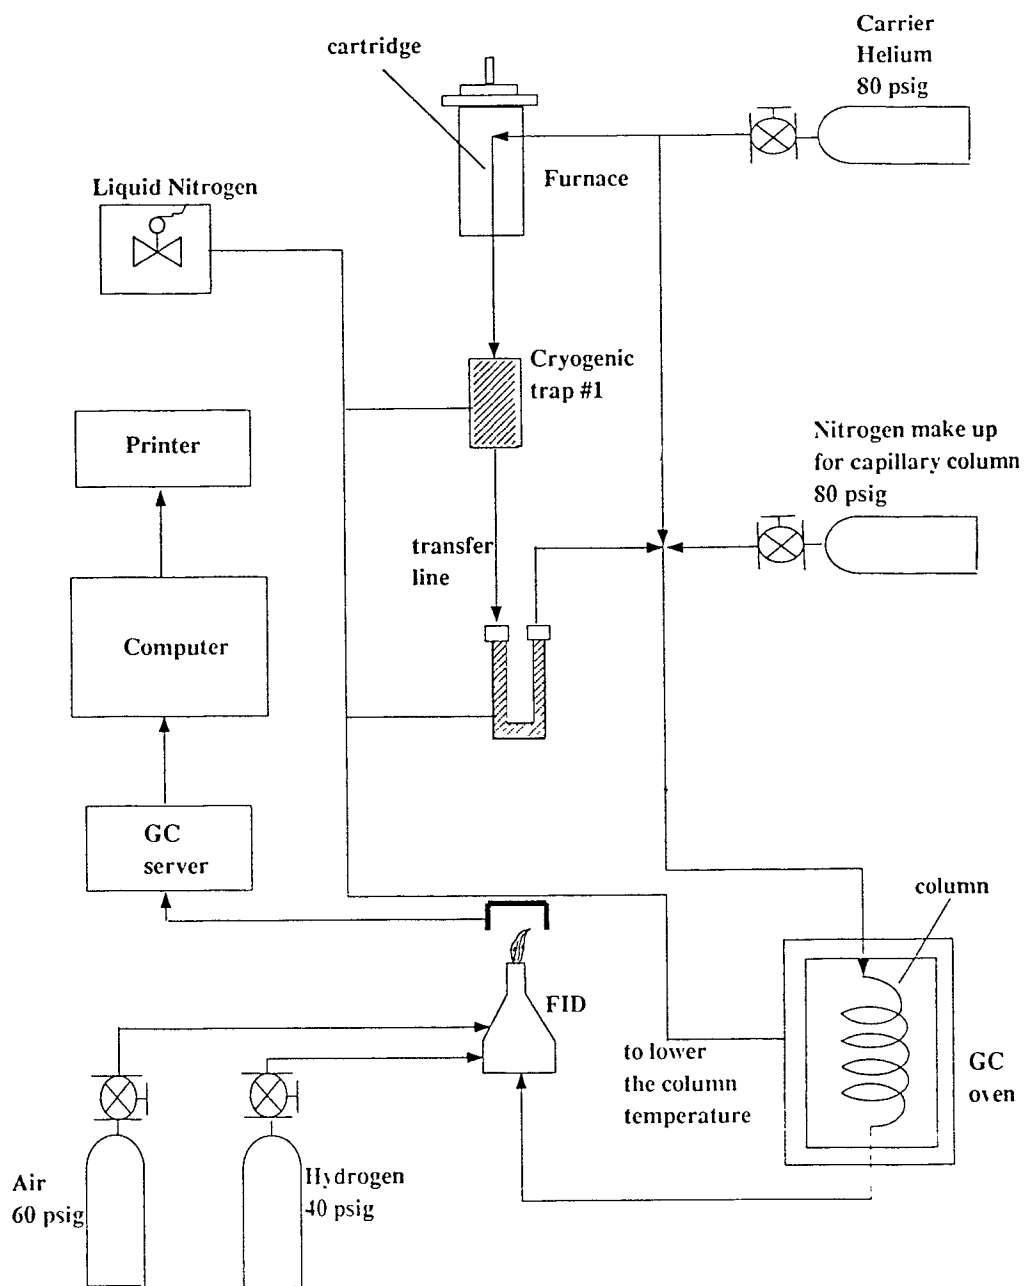 cartridge
Carrier
Helium
80 psig
Furnace
Liquid Nitrogen
Cryogenic
trap #1
Printer
Nitrogen make up
for capillary column
80 psig
transfer
line
Computer
GC
server
column
FID
to lower
the column
temperature
GC
oven
Air
60 psig
Hydrogen
40 psig